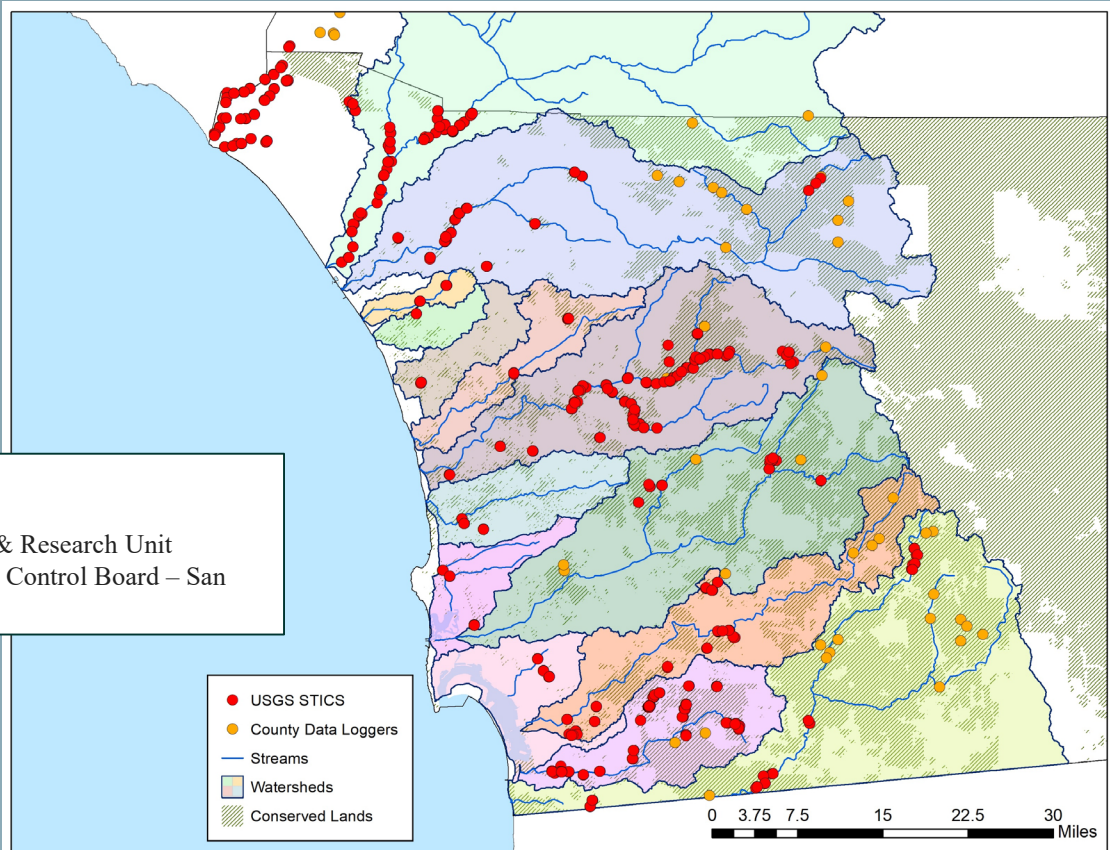 & Research Unit
Control Board – San
USGS STICS
County Data Loggers
Streams
Watersheds
Conserved Lands
0 3.75 7.5 15 22.5 30
Miles